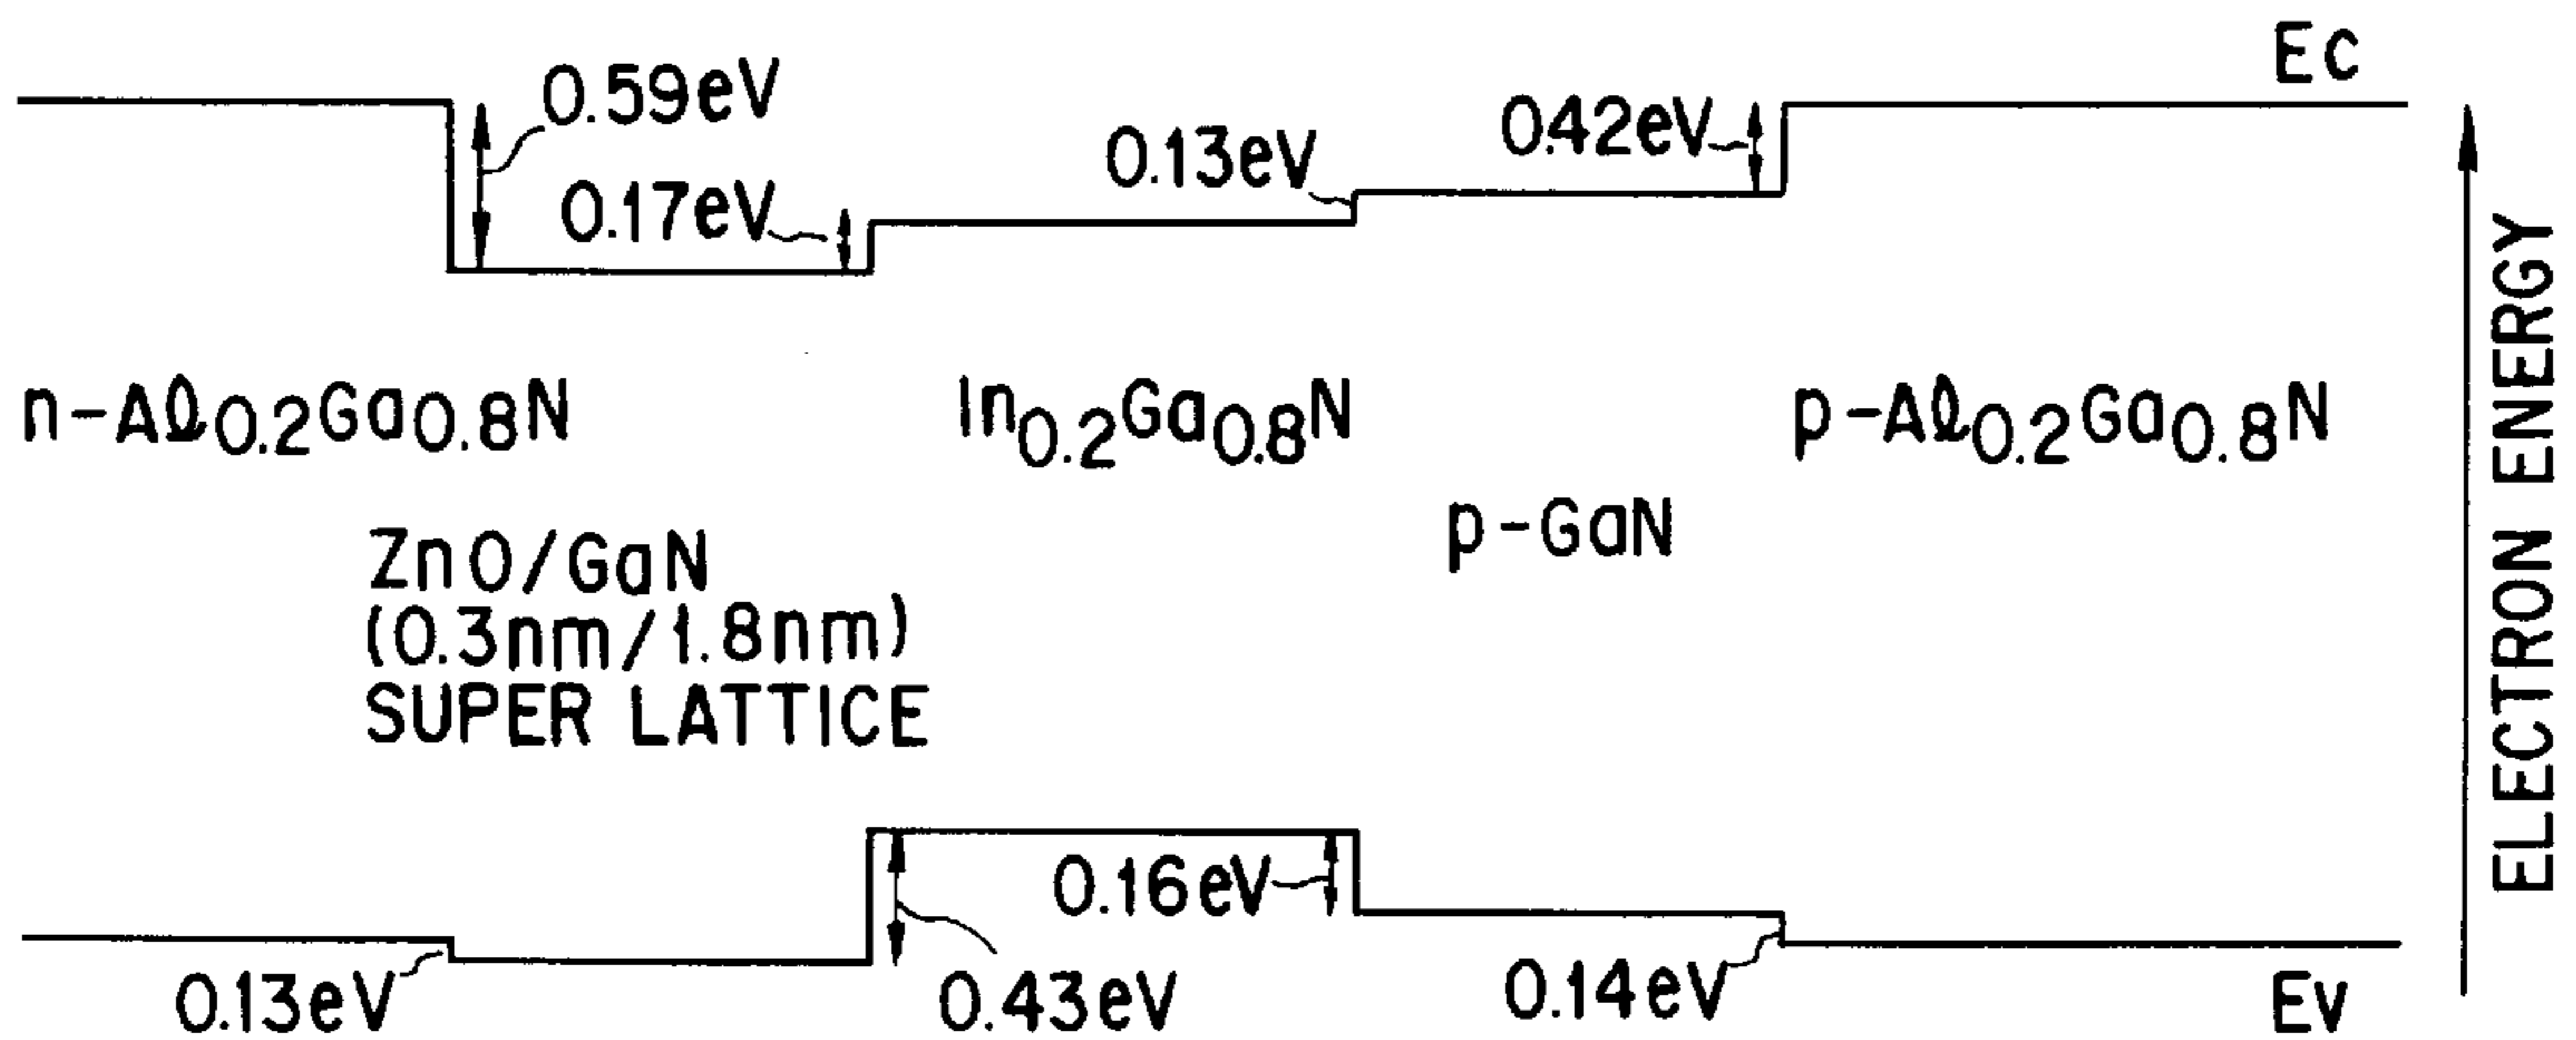 Ec
0.59eV
0.42eV
0.13eV
0.17eV
n-Al0.2Ga0.8N
In0.2Ga0.8N
p-Al0.2Ga0.8N
p-GaN
ZnO/GaN
(0.3nm/1.8nm)
SUPER LATTICE
0.16eV
0.13eV
0.43eV
0.14eV
Ev
ELECTRON ENERGY